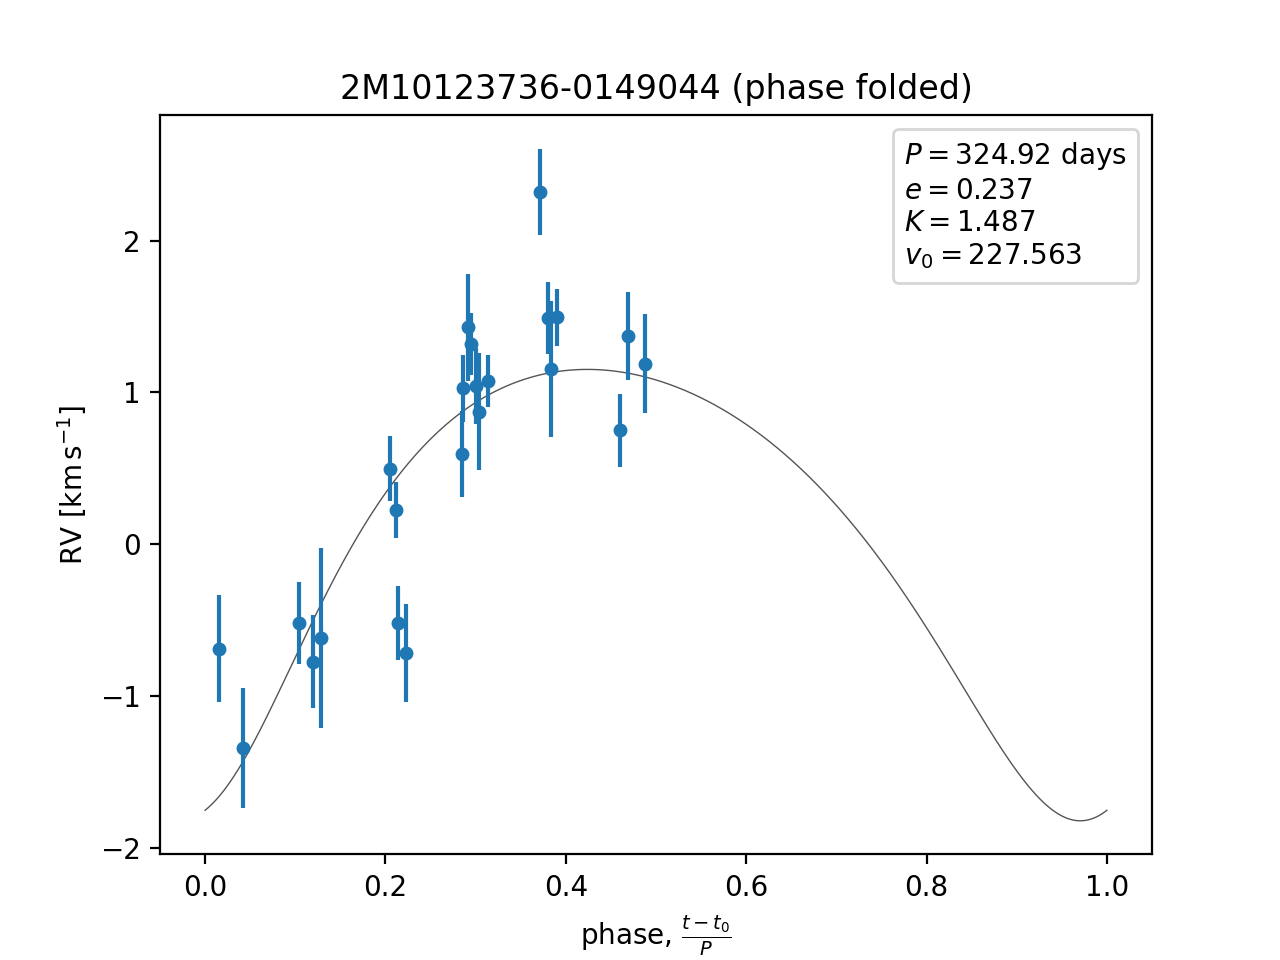 2M10123736-0149044 (phase folded)
P = 324.92 days
e = 0.237
K = 1.487
v₀ = 227.563
RV [km s⁻¹]
2
1
0
−1
−2
0.0 0.2 0.4 0.6 0.8 1.0
phase, (t − t₀)/P